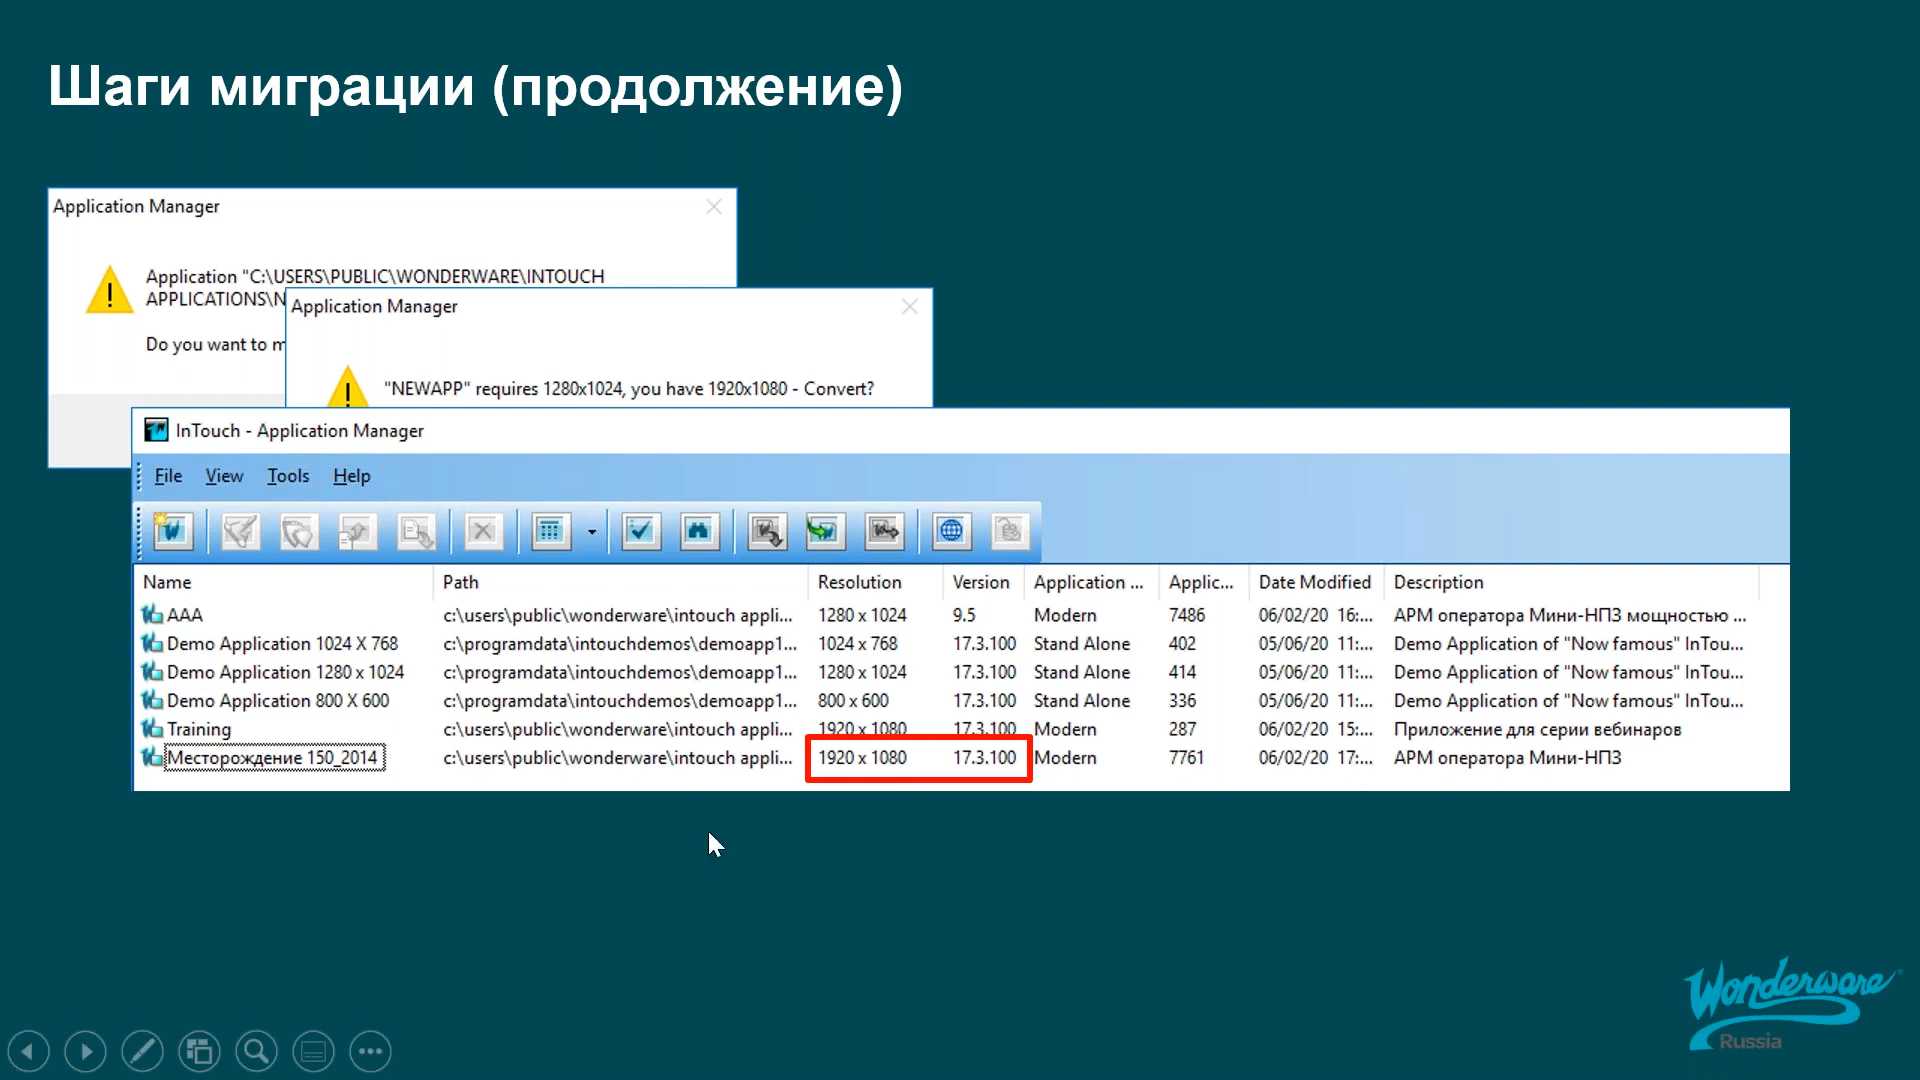 Шаги миграции (продолжение)
Application Manager
Application "C:\USERS\PUBLIC\WONDERWARE\INTOUCH
APPLICATIONS\N
Do you want to m
Application Manager
"NEWAPP" requires 1280x1024, you have 1920x1080 - Convert?
InTouch - Application Manager
File View Tools Help
Name Path Resolution Version Application ... Applic... Date Modified Description
AAA c:\users\public\wonderware\intouch appli... 1280 x 1024 9.5 Modern 7486 06/02/20 16:... АРМ оператора Мини-НПЗ мощностью ...
Demo Application 1024 X 768 c:\programdata\intouchdemos\demoapp1... 1024 x 768 17.3.100 Stand Alone 402 05/06/20 11:... Demo Application of "Now famous" InTou...
Demo Application 1280 x 1024 c:\programdata\intouchdemos\demoapp1... 1280 x 1024 17.3.100 Stand Alone 414 05/06/20 11:... Demo Application of "Now famous" InTou...
Demo Application 800 X 600 c:\programdata\intouchdemos\demoapp1... 800 x 600 17.3.100 Stand Alone 336 05/06/20 11:... Demo Application of "Now famous" InTou...
Training c:\users\public\wonderware\intouch appli... 1920 x 1080 17.3.100 Modern 287 06/02/20 15:... Приложение для серии вебинаров
Месторождение 150_2014 c:\users\public\wonderware\intouch appli... 1920 x 1080 17.3.100 Modern 7761 06/02/20 17:... АРМ оператора Мини-НПЗ
Wonderware
Russia